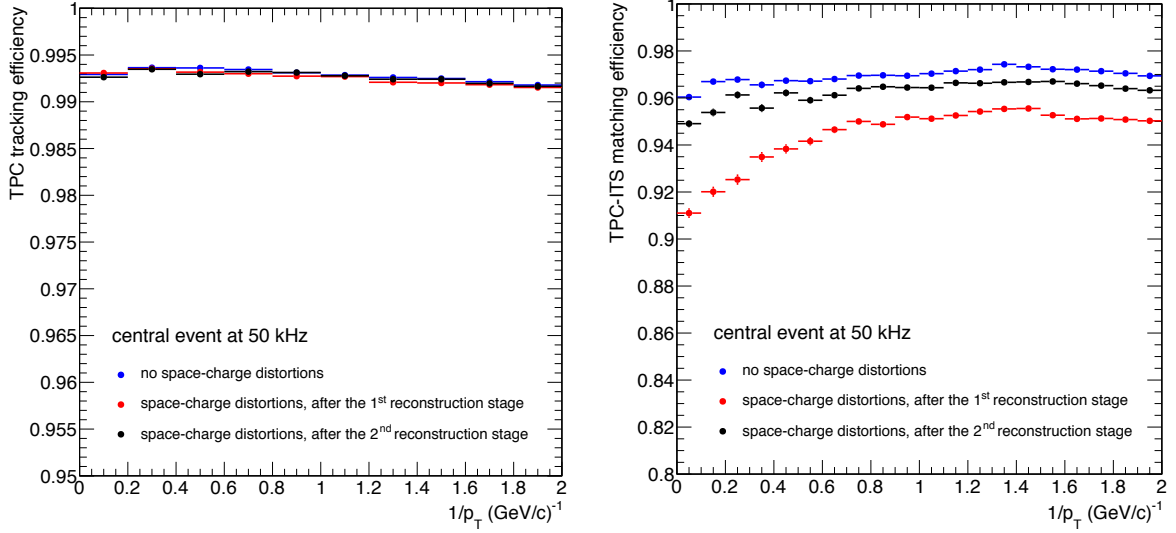 TPC tracking efficiency
0.995
0.99
0.985
0.98
0.975
0.97
0.965
0.96
0.955
0.95
central event at 50 kHz
no space-charge distortions
space-charge distortions, after the 1st reconstruction stage
space-charge distortions, after the 2nd reconstruction stage
0 0.2 0.4 0.6 0.8 1 1.2 1.4 1.6 1.8 2
1/pT (GeV/c)-1
TPC-ITS matching efficiency
1
0.98
0.96
0.94
0.92
0.9
0.88
0.86
0.84
0.82
0.8
central event at 50 kHz
no space-charge distortions
space-charge distortions, after the 1st reconstruction stage
space-charge distortions, after the 2nd reconstruction stage
0 0.2 0.4 0.6 0.8 1 1.2 1.4 1.6 1.8 2
1/pT (GeV/c)-1